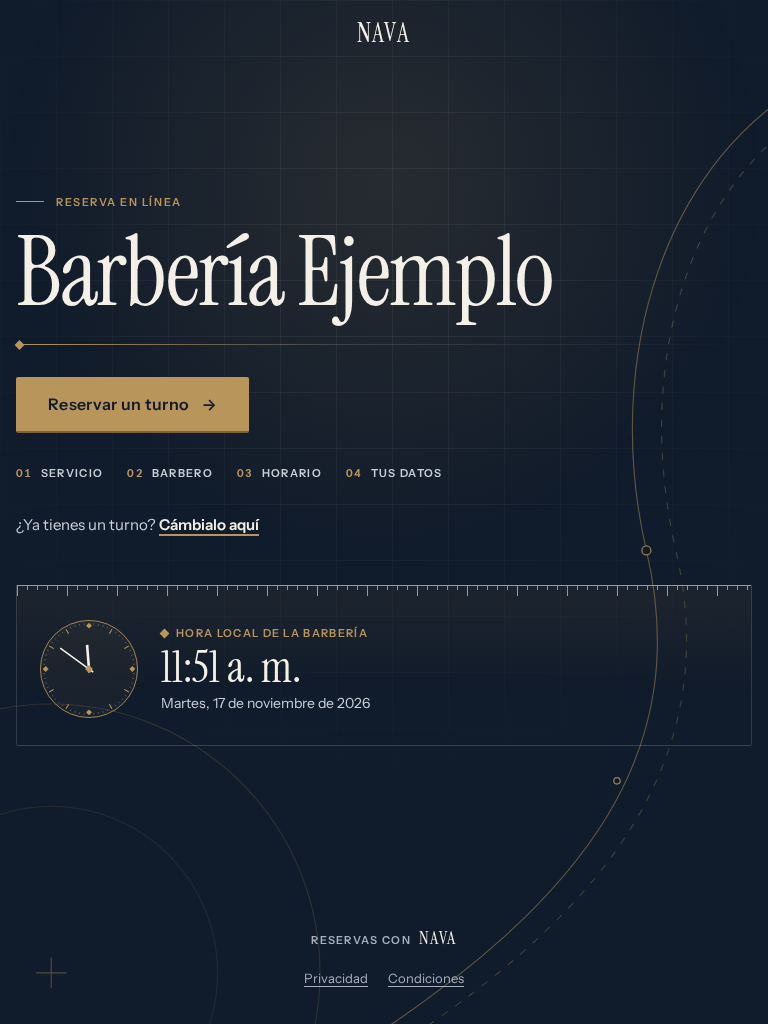 NAVA
RESERVA EN LÍNEA
Barbería Ejemplo
Reservar un turno →
01 SERVICIO 02 BARBERO 03 HORARIO 04 TUS DATOS
¿Ya tienes un turno? Cámbialo aquí
HORA LOCAL DE LA BARBERÍA
11:51 a. m.
Martes, 17 de noviembre de 2026
RESERVAS CON NAVA
Privacidad Condiciones